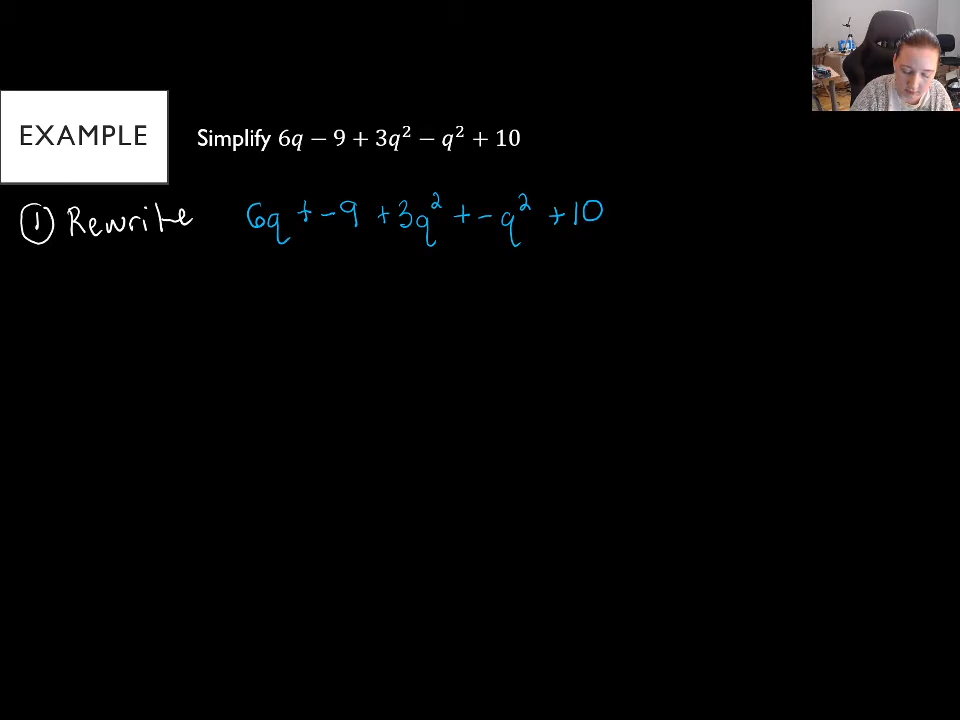 EXAMPLE
Simplify 6q − 9 + 3q² − q² + 10
① Rewrite 6q + -9 + 3q² + -q² + 10